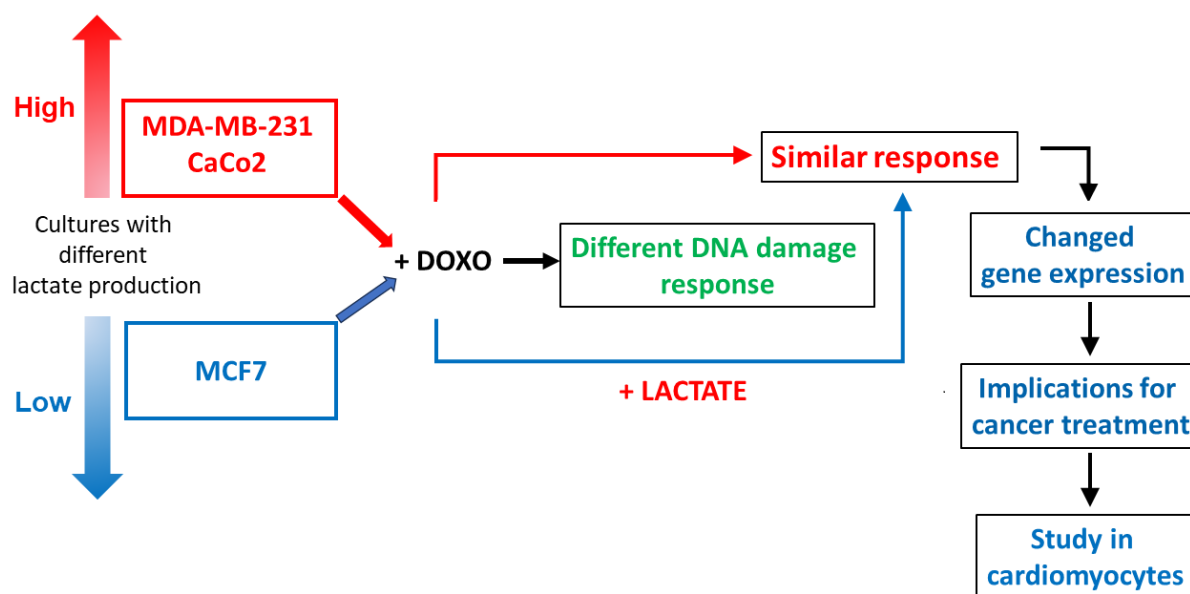 High
MDA-MB-231
CaCo2
Cultures with
different
lactate production
MCF7
Low
+ DOXO
Different DNA damage
response
+ LACTATE
Similar response
Changed
gene expression
Implications for
cancer treatment
Study in
cardiomyocytes